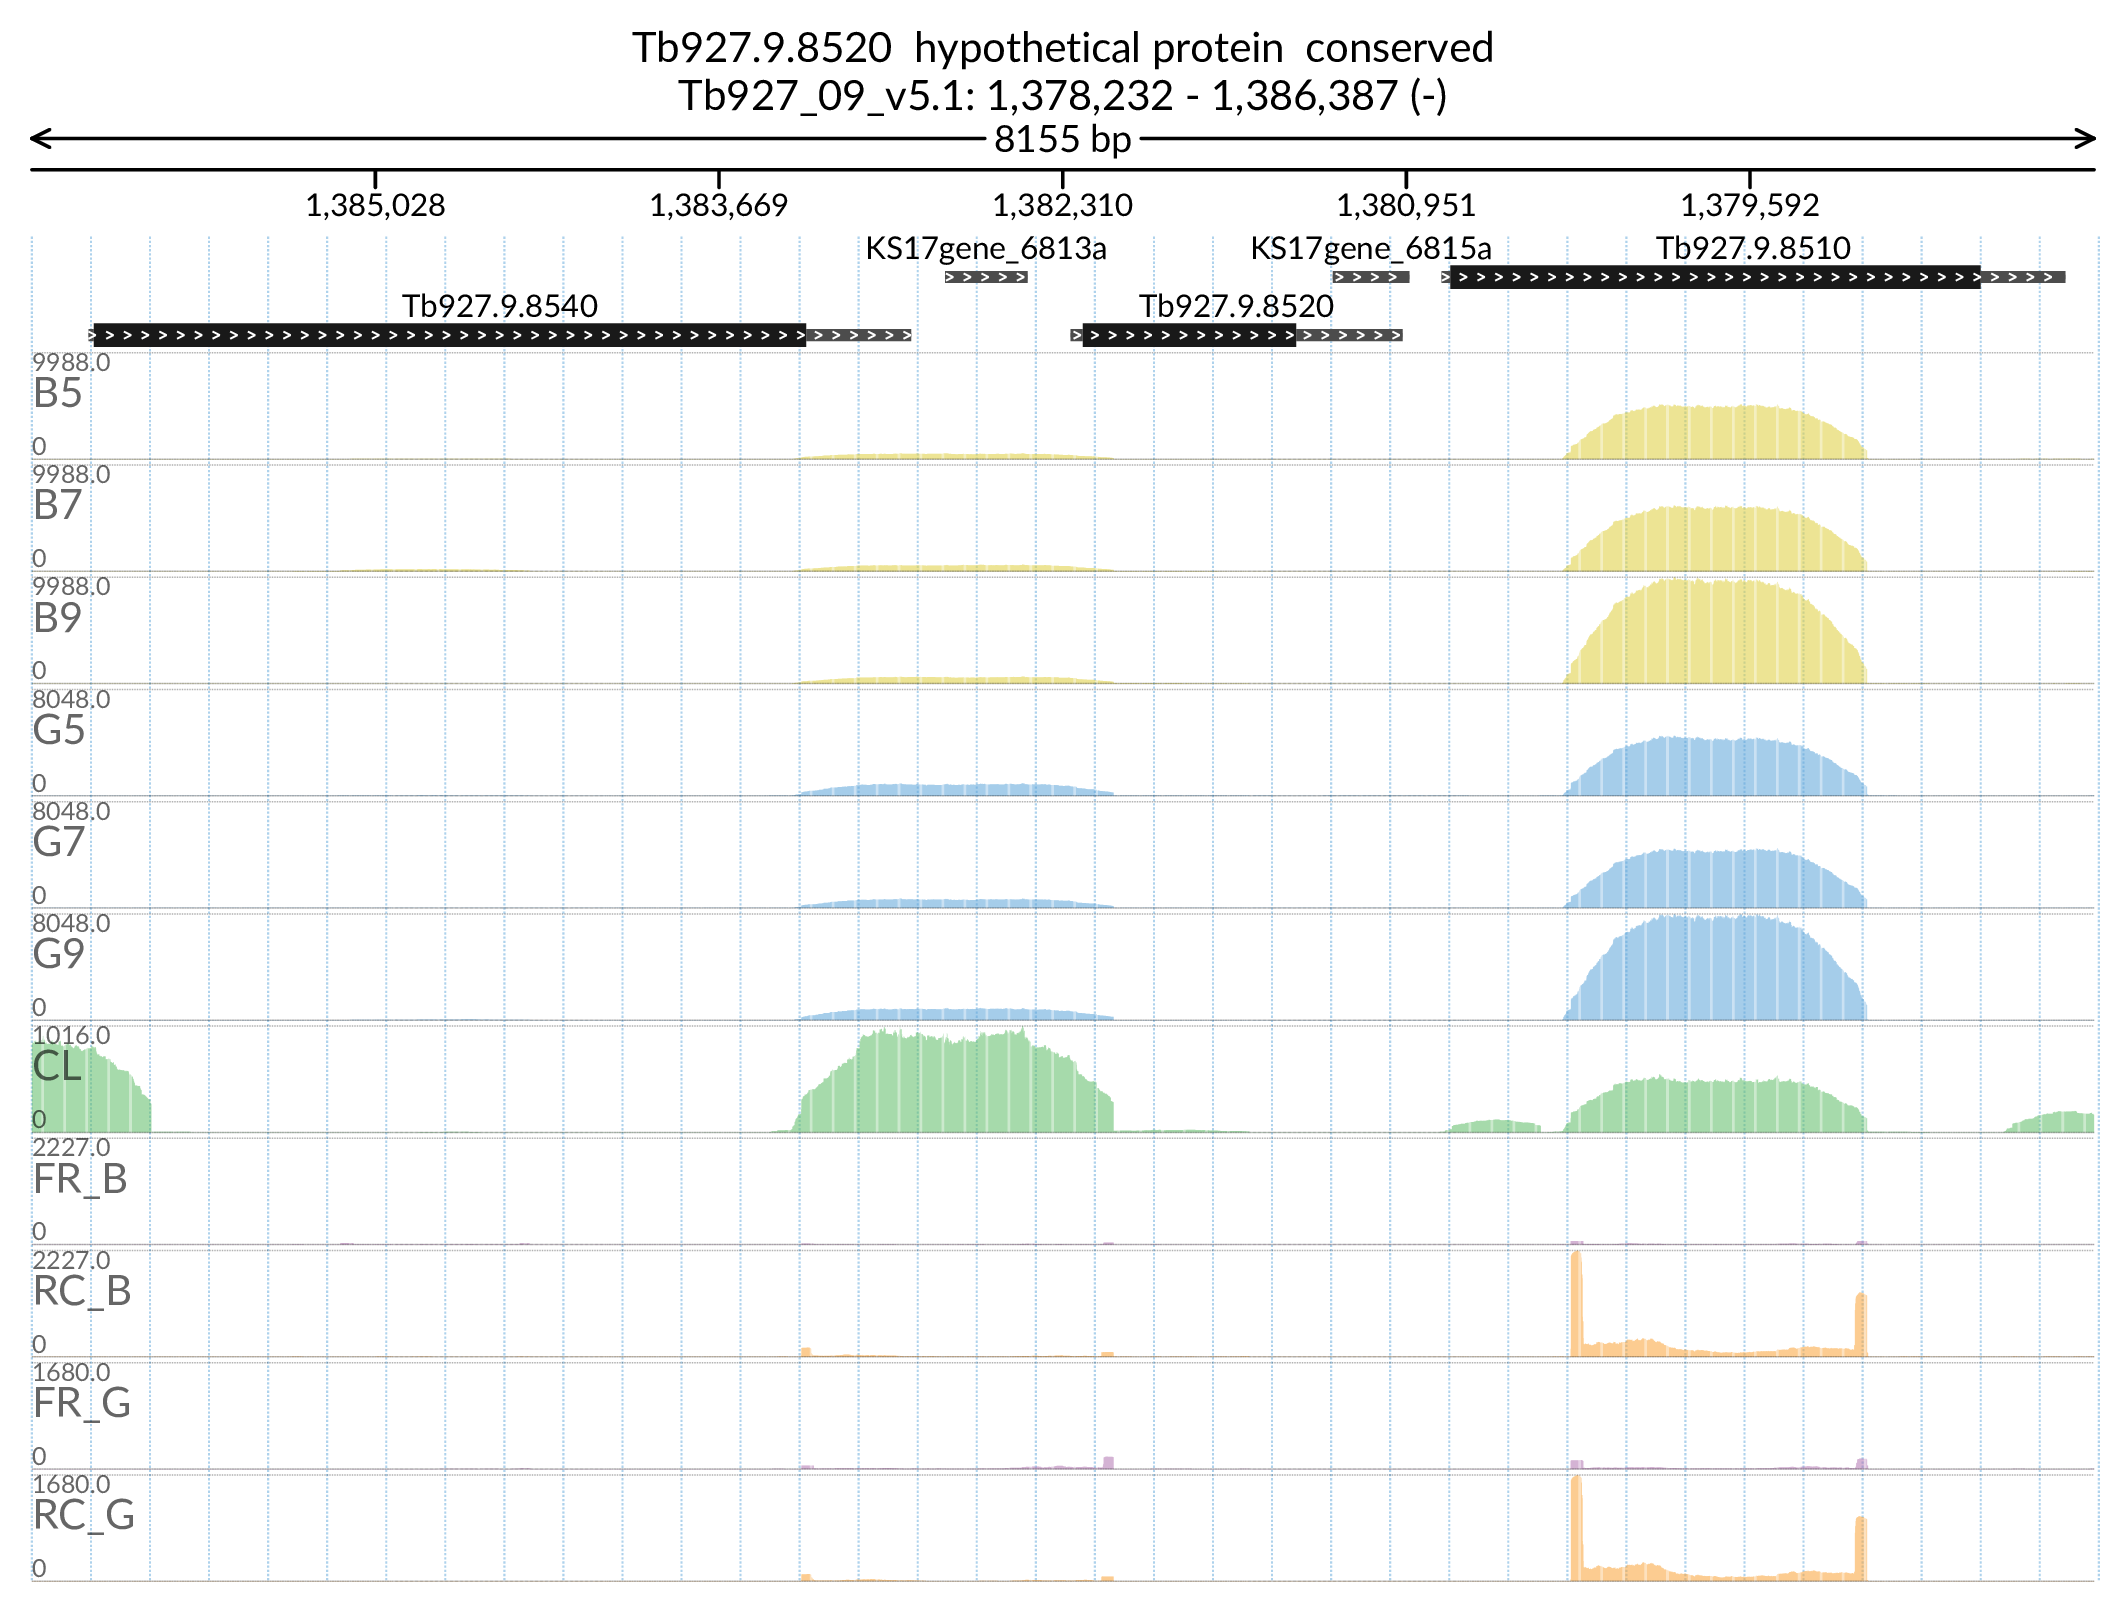 Tb927.9.8520  hypothetical protein  conserved
Tb927_09_v5.1: 1,378,232 - 1,386,387 (-)
8155 bp
1,385,028 1,383,669 1,382,310 1,380,951 1,379,592
KS17gene_6813a KS17gene_6815a Tb927.9.8510
Tb927.9.8540 Tb927.9.8520
9988.0
B5
0
9988.0
B7
0
9988.0
B9
0
8048.0
G5
0
8048.0
G7
0
8048.0
G9
0
1016.0
CL
0
2227.0
FR_B
0
2227.0
RC_B
0
1680.0
FR_G
0
1680.0
RC_G
0